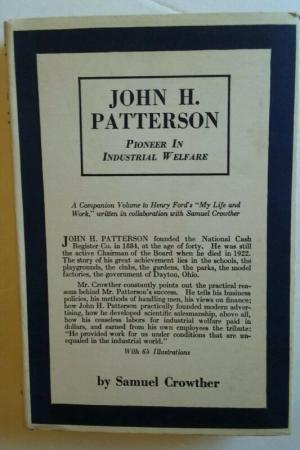 JOHN H.
PATTERSON
PIONEER IN
INDUSTRIAL WELFARE
A Companion Volume to Henry Ford's "My Life and
Work," written in collaboration with Samuel Crowther
JOHN H. PATTERSON founded the National Cash
Register Co. in 1884, at the age of forty. He was still
the active Chairman of the Board when he died in 1922.
The story of his great achievement lies in the schools, the
playgrounds, the clubs, the gardens, the parks, the model
factories, the government of Dayton, Ohio.
Mr. Crowther constantly points out the practical rea-
sons behind Mr. Patterson's success. He tells his business
policies, his methods of handling men, his views on finance;
how John H. Patterson practically founded modern adver-
tising, how he developed scientific salesmanship, above all,
how his ceaseless labors for industrial welfare paid in
dollars, and earned from his own employees the tribute:
"He provided work for us under conditions that are un-
equaled in the industrial world."
With 64 Illustrations
by Samuel Crowther